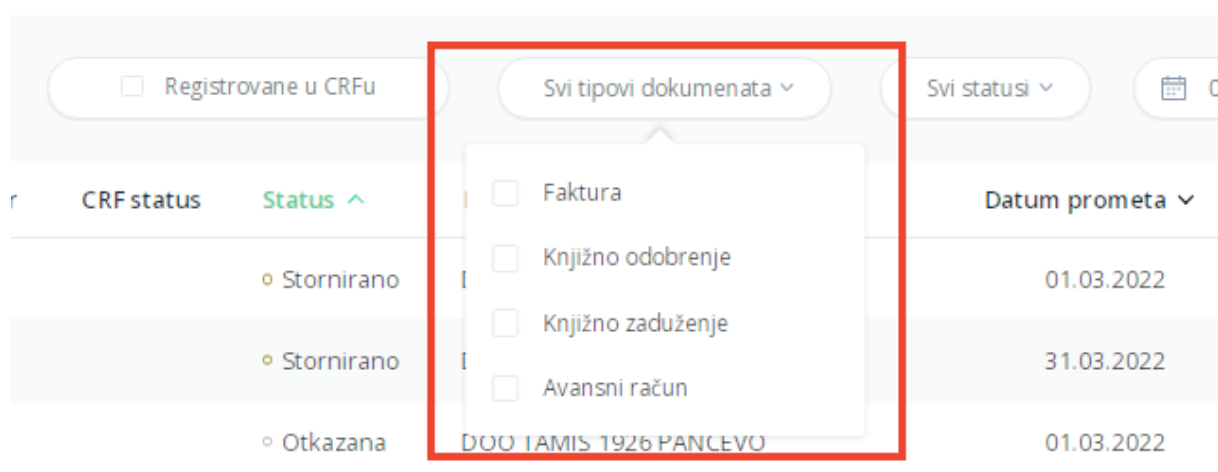 Registrovane u CRFu
Svi tipovi dokumenata
Svi statusi
CRF status
Status
Datum prometa
Faktura
Knjižno odobrenje
Knjižno zaduženje
Avansni račun
Stornirano
01.03.2022
Stornirano
31.03.2022
Otkazana
DOO TAMIS 1926 PANCEVO
01.03.2022